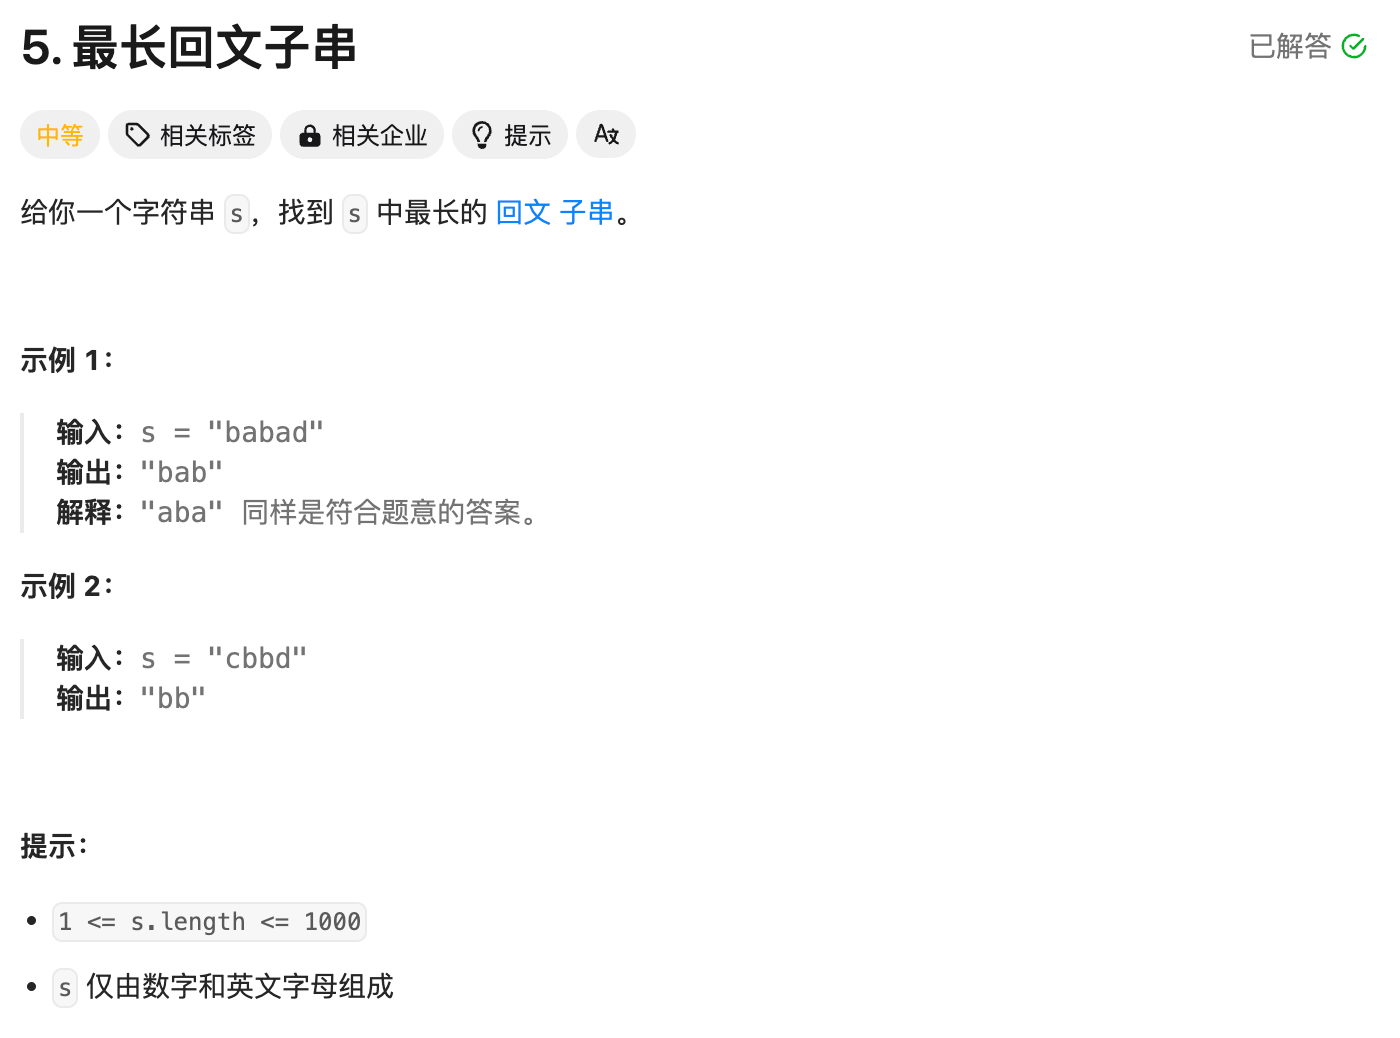 5. 最长回文子串
已解答
中等 相关标签 相关企业 提示
给你一个字符串 s，找到 s 中最长的 回文 子串。
示例 1：
输入：s = "babad"
输出："bab"
解释："aba" 同样是符合题意的答案。
示例 2：
输入：s = "cbbd"
输出："bb"
提示：
1 <= s.length <= 1000
s 仅由数字和英文字母组成